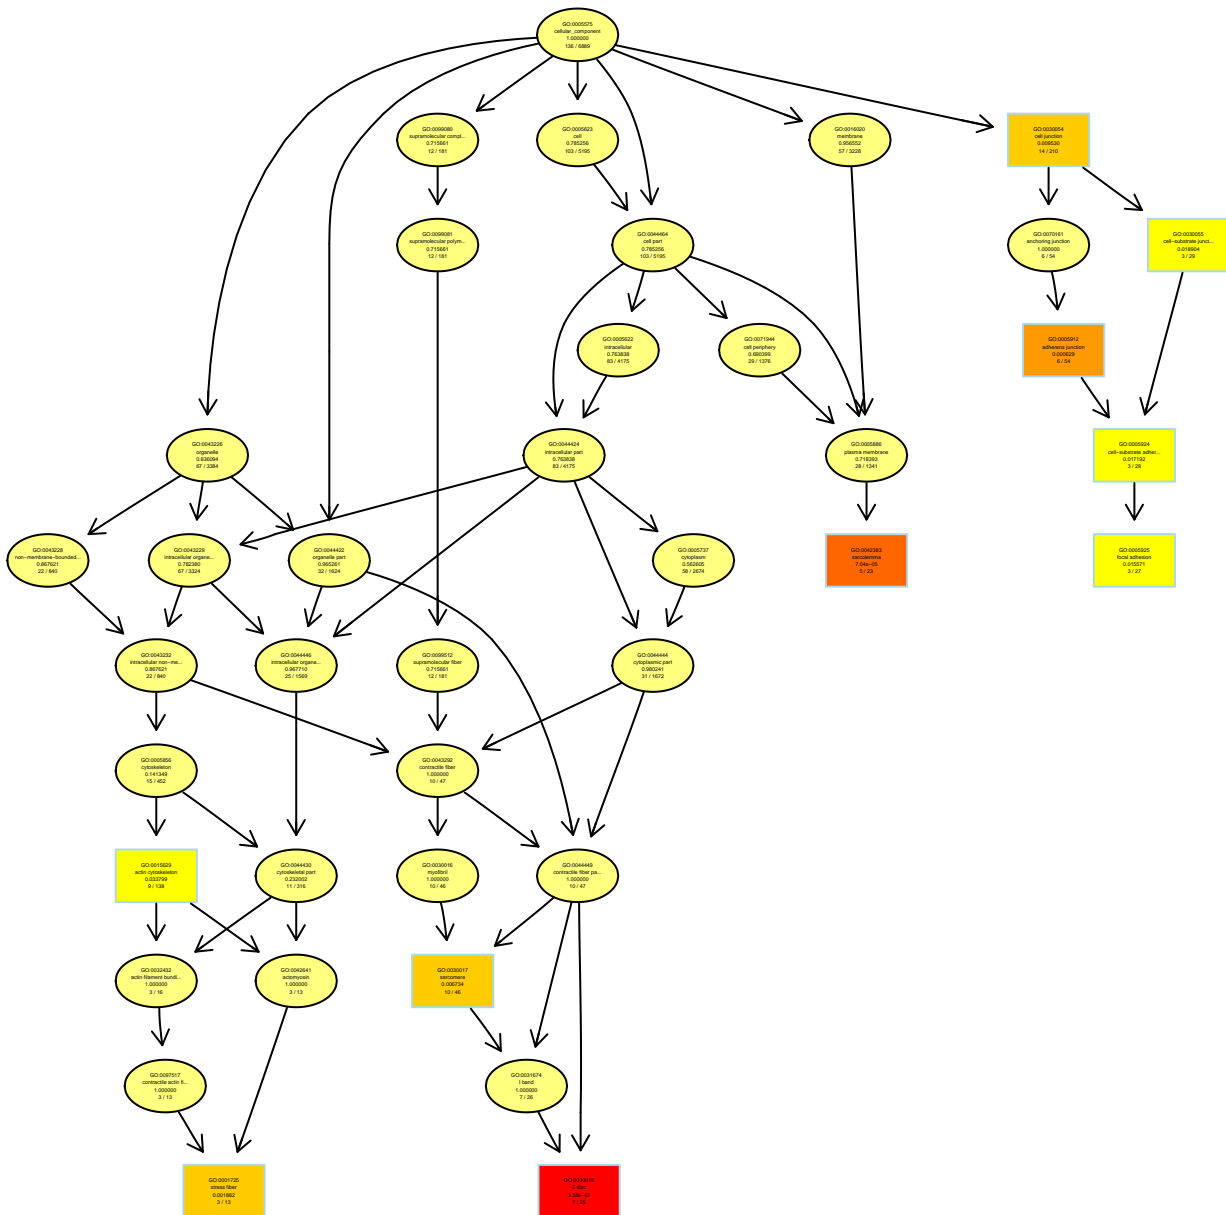 GO:0005575
cellular_component
1.000000
136 / 6889
GO:0099080
supramolecular compl...
0.715661
12 / 181
GO:0005623
cell
0.785256
103 / 5195
GO:0016020
membrane
0.956552
57 / 3228
GO:0030054
cell junction
0.009530
14 / 210
GO:0099081
supramolecular polym...
0.715661
12 / 181
GO:0044464
cell part
0.785256
103 / 5195
GO:0070161
anchoring junction
1.000000
6 / 54
GO:0030055
cell−substrate junct...
0.018904
3 / 29
GO:0005622
intracellular
0.763838
83 / 4175
GO:0071944
cell periphery
0.690399
29 / 1376
GO:0005912
adherens junction
0.000629
6 / 54
GO:0043226
organelle
0.836094
67 / 3384
GO:0044424
intracellular part
0.763838
83 / 4175
GO:0005886
plasma membrane
0.718393
28 / 1341
GO:0005924
cell−substrate adher...
0.017192
3 / 28
GO:0043228
non−membrane−bounded...
0.867621
22 / 840
GO:0043229
intracellular organe...
0.782380
67 / 3324
GO:0044422
organelle part
0.965261
32 / 1624
GO:0005737
cytoplasm
0.562605
58 / 2674
GO:0042383
sarcolemma
7.04e−05
5 / 23
GO:0005925
focal adhesion
0.015571
3 / 27
GO:0043232
intracellular non−me...
0.867621
22 / 840
GO:0044446
intracellular organe...
0.967710
25 / 1569
GO:0099512
supramolecular fiber
0.715661
12 / 181
GO:0044444
cytoplasmic part
0.980241
31 / 1672
GO:0005856
cytoskeleton
0.141349
15 / 452
GO:0043292
contractile fiber
1.000000
10 / 47
GO:0015629
actin cytoskeleton
0.033799
9 / 138
GO:0044430
cytoskeletal part
0.232002
11 / 316
GO:0030016
myofibril
1.000000
10 / 46
GO:0044449
contractile fiber pa...
1.000000
10 / 47
GO:0032432
actin filament bundl...
1.000000
3 / 16
GO:0042641
actomyosin
1.000000
3 / 13
GO:0030017
sarcomere
0.006734
10 / 46
GO:0097517
contractile actin fi...
1.000000
3 / 13
GO:0031674
I band
1.000000
7 / 26
GO:0001725
stress fiber
0.001862
3 / 13
GO:0030018
Z disc